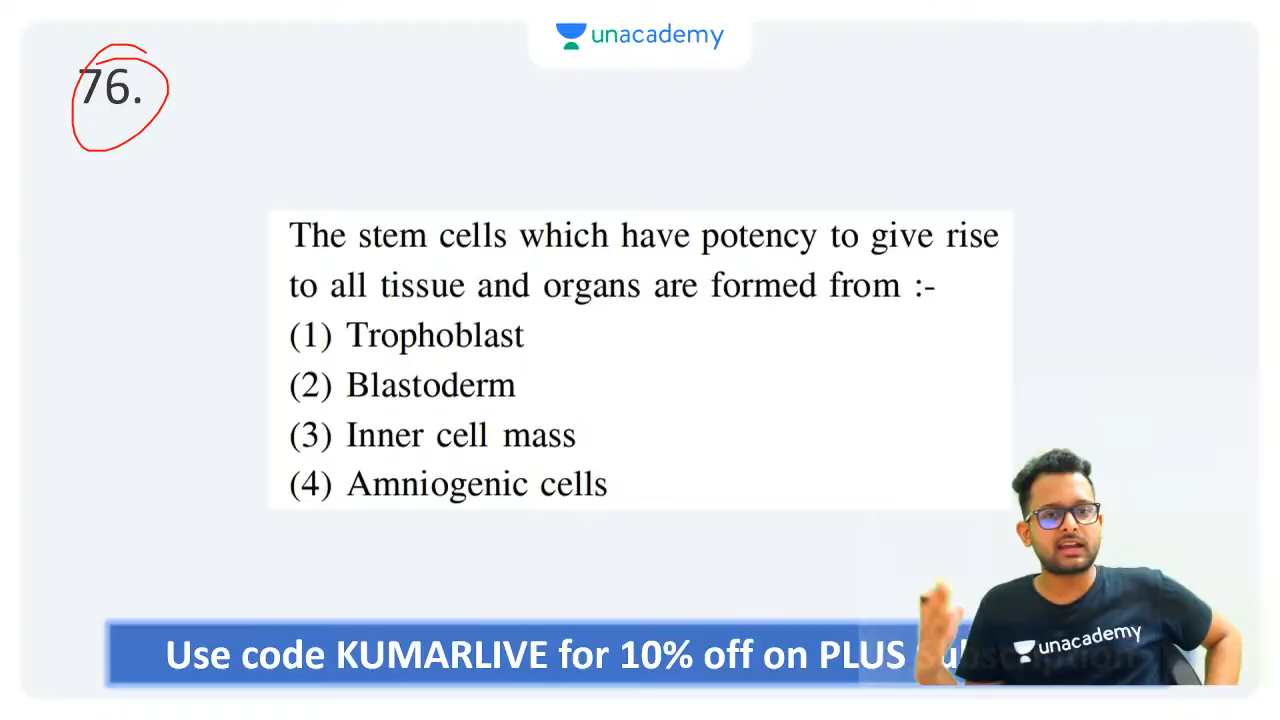 unacademy
76.
The stem cells which have potency to give rise
to all tissue and organs are formed from :-
(1) Trophoblast
(2) Blastoderm
(3) Inner cell mass
(4) Amniogenic cells
unacademy
Use code KUMARLIVE for 10% off on PLUS Subscription